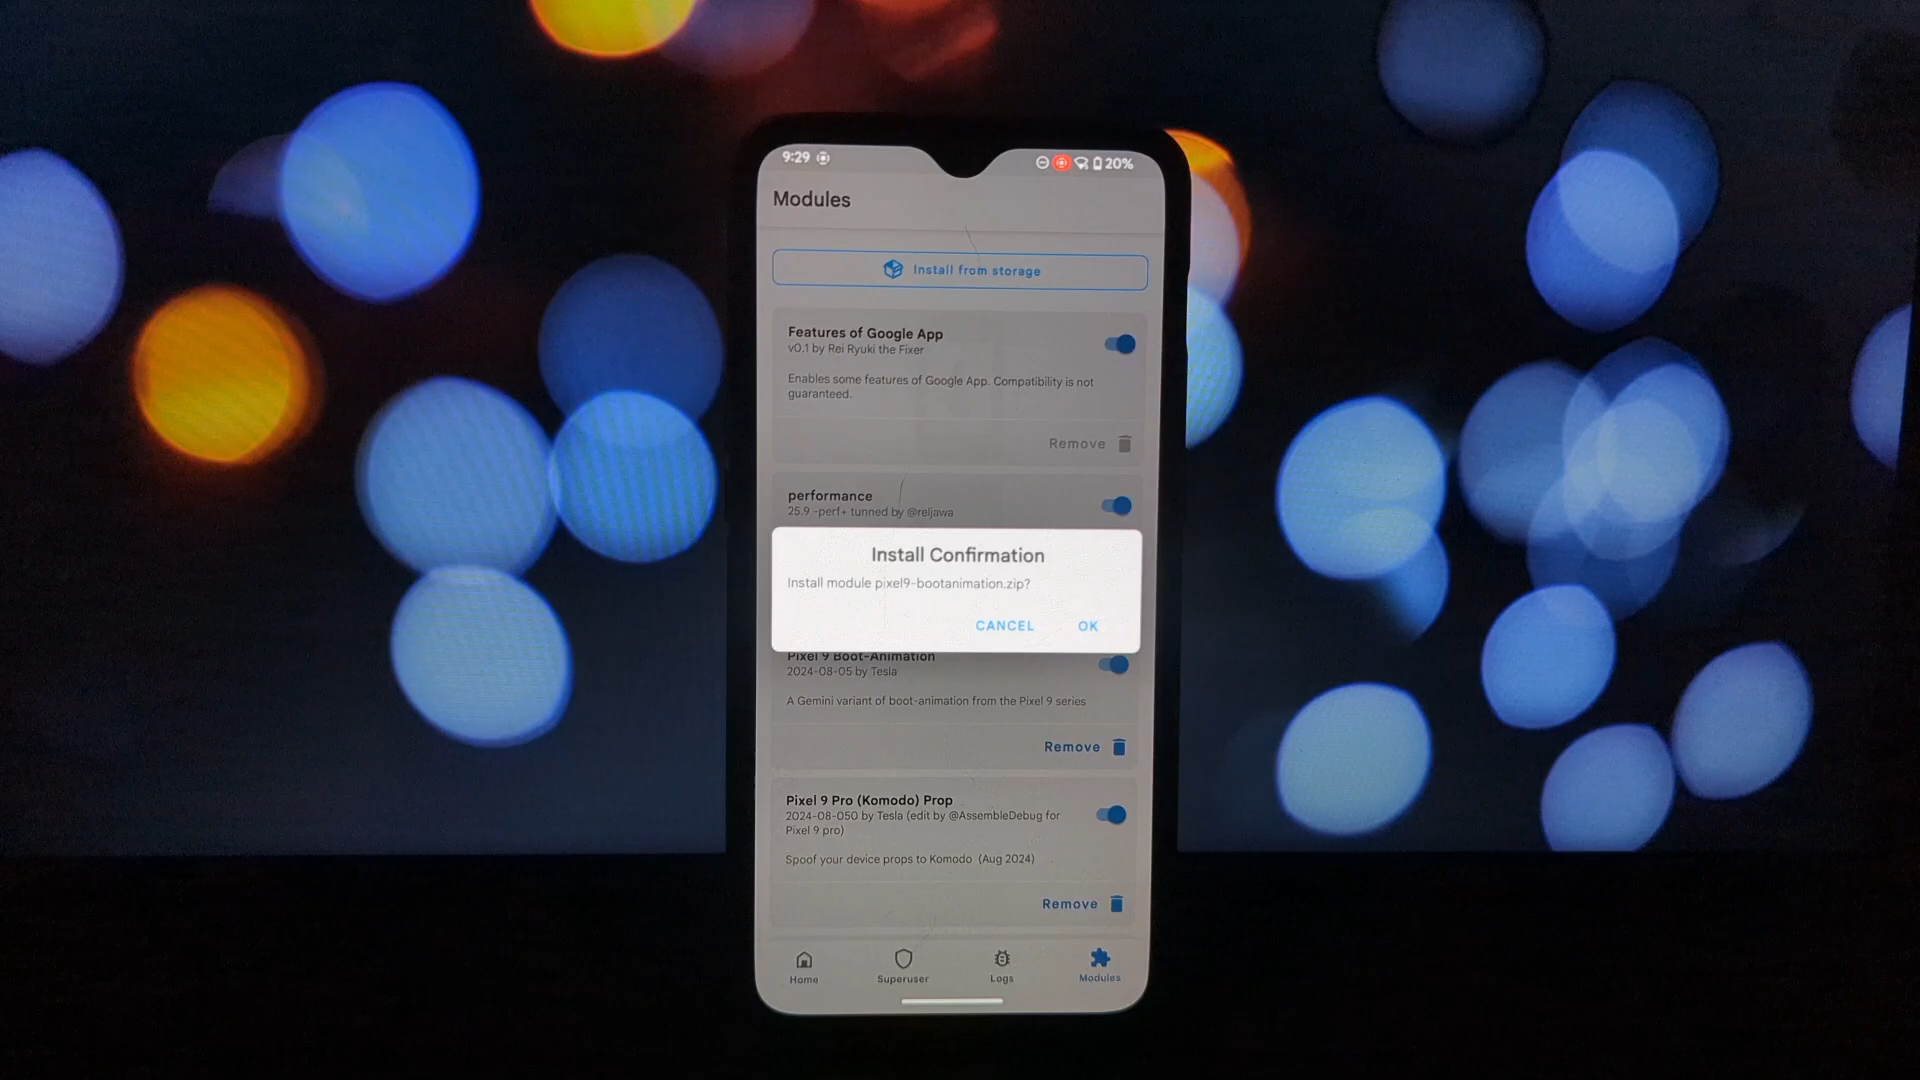 9:29
20%
Modules
Install from storage
Features of Google App
v0.1 by Rei Ryuki the Fixer
Enables some features of Google App. Compatibility is not
guaranteed.
Remove
performance
25.9 -perf+ tunned by @reljawa
Install Confirmation
Install module pixel9-bootanimation.zip?
CANCEL
OK
Pixel 9 Boot-Animation
2024-08-05 by Tesla
A Gemini variant of boot-animation from the Pixel 9 series
Remove
Pixel 9 Pro (Komodo) Prop
2024-08-050 by Tesla (edit by @AssembleDebug for
Pixel 9 pro)
Spoof your device props to Komodo (Aug 2024)
Remove
Home
Superuser
Logs
Modules